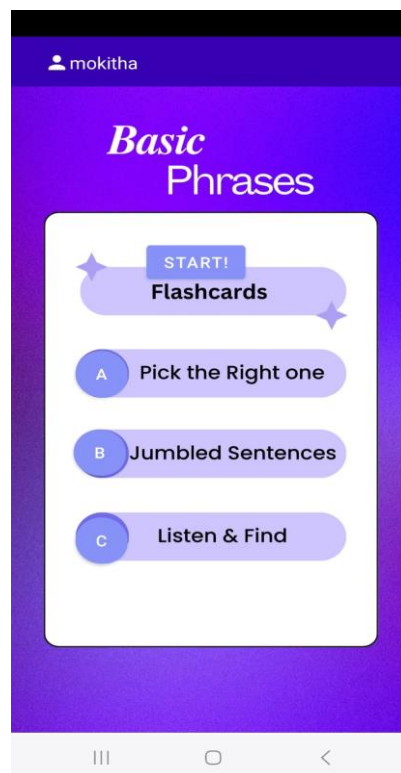 mokitha
Basic
Phrases
START!
Flashcards
A Pick the Right one
B Jumbled Sentences
C Listen & Find